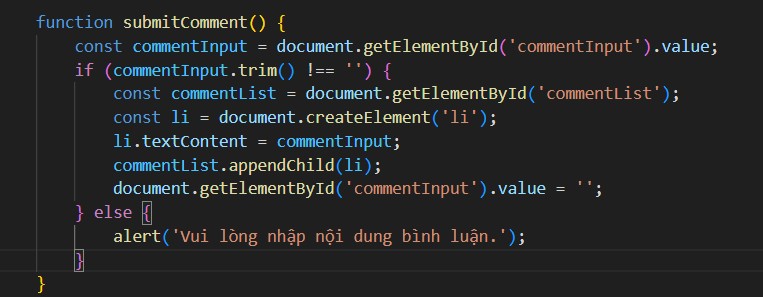 function submitComment() {
const commentInput = document.getElementById('commentInput').value;
if (commentInput.trim() !== '') {
const commentList = document.getElementById('commentList');
const li = document.createElement('li');
li.textContent = commentInput;
commentList.appendChild(li);
document.getElementById('commentInput').value = '';
} else {
alert('Vui lòng nhập nội dung bình luận.');
}
}